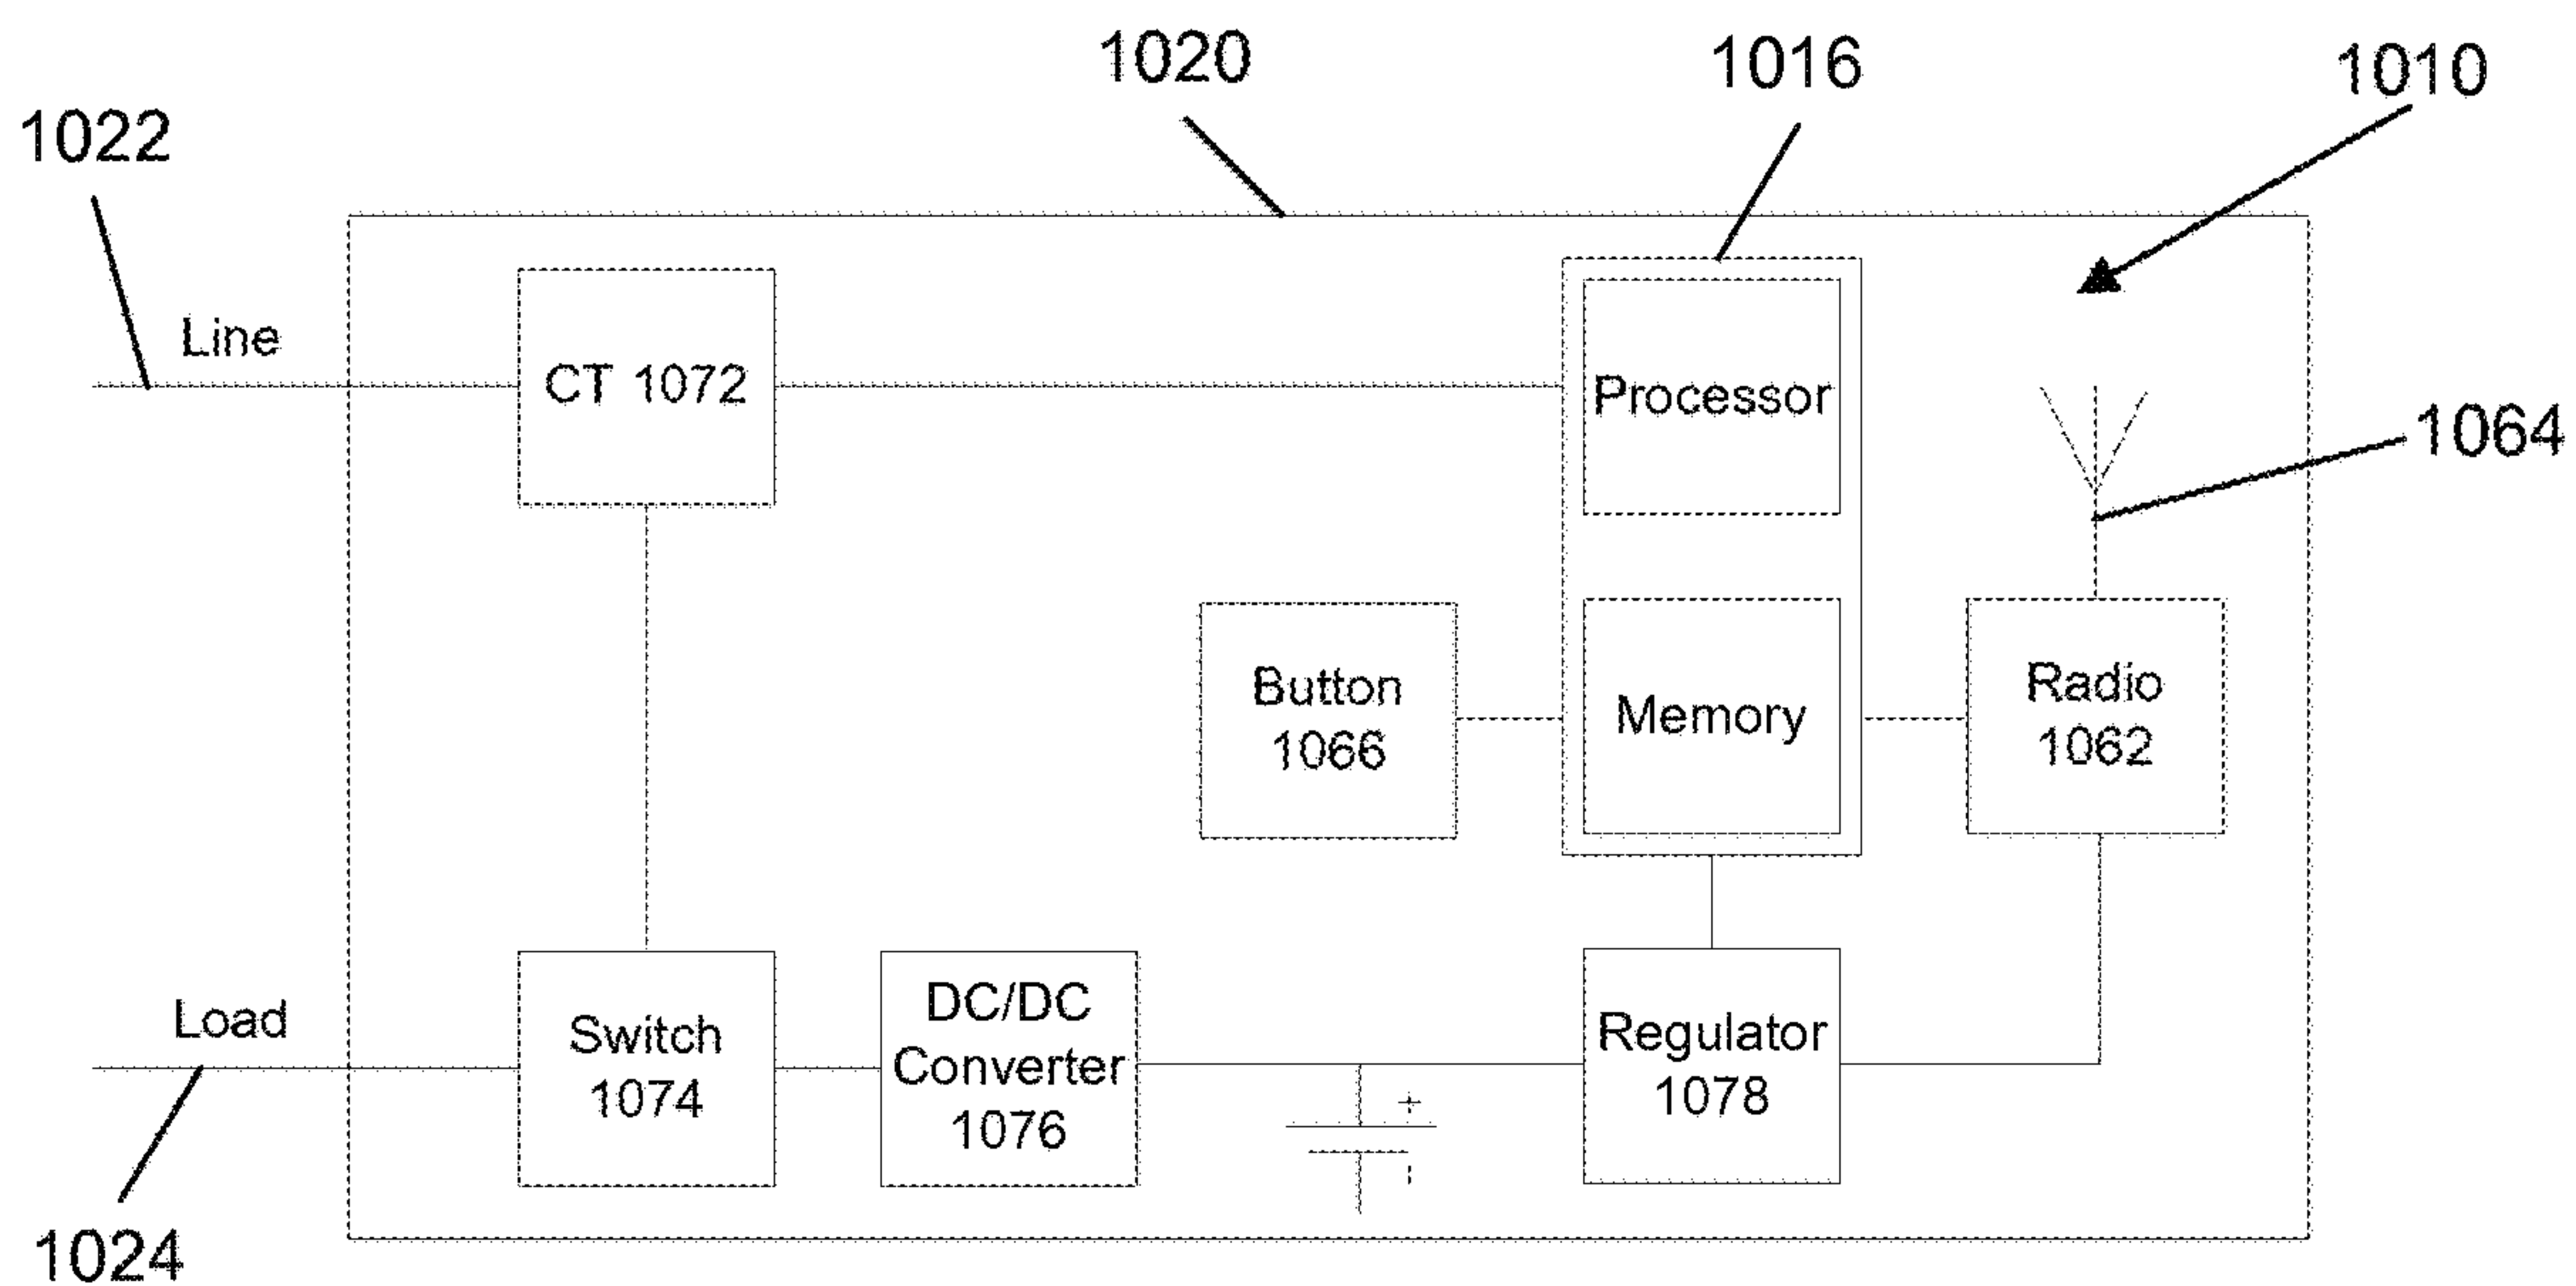 1020
1016
1010
1022
Line
CT 1072
Processor
1064
Button
1066
Memory
Radio
1062
Load
Switch
1074
DC/DC
Converter
1076
+
-
Regulator
1078
1024